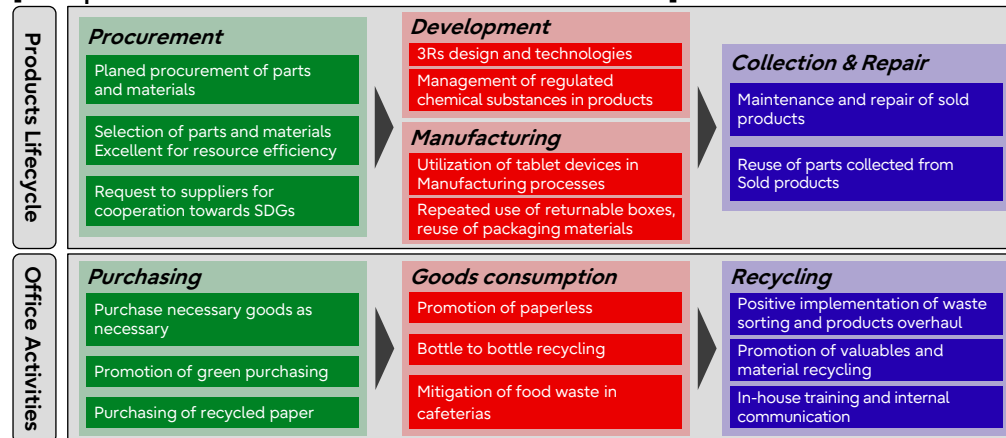 Products Lifecycle
Procurement
Planed procurement of parts
and materials
Selection of parts and materials
Excellent for resource efficiency
Request to suppliers for
cooperation towards SDGs
Development
3Rs design and technologies
Management of regulated
chemical substances in products
Manufacturing
Utilization of tablet devices in
Manufacturing processes
Repeated use of returnable boxes,
reuse of packaging materials
Collection & Repair
Maintenance and repair of sold
products
Reuse of parts collected from
Sold products
Office Activities
Purchasing
Purchase necessary goods as
necessary
Promotion of green purchasing
Purchasing of recycled paper
Goods consumption
Promotion of paperless
Bottle to bottle recycling
Mitigation of food waste in
cafeterias
Recycling
Positive implementation of waste
sorting and products overhaul
Promotion of valuables and
material recycling
In-house training and internal
communication